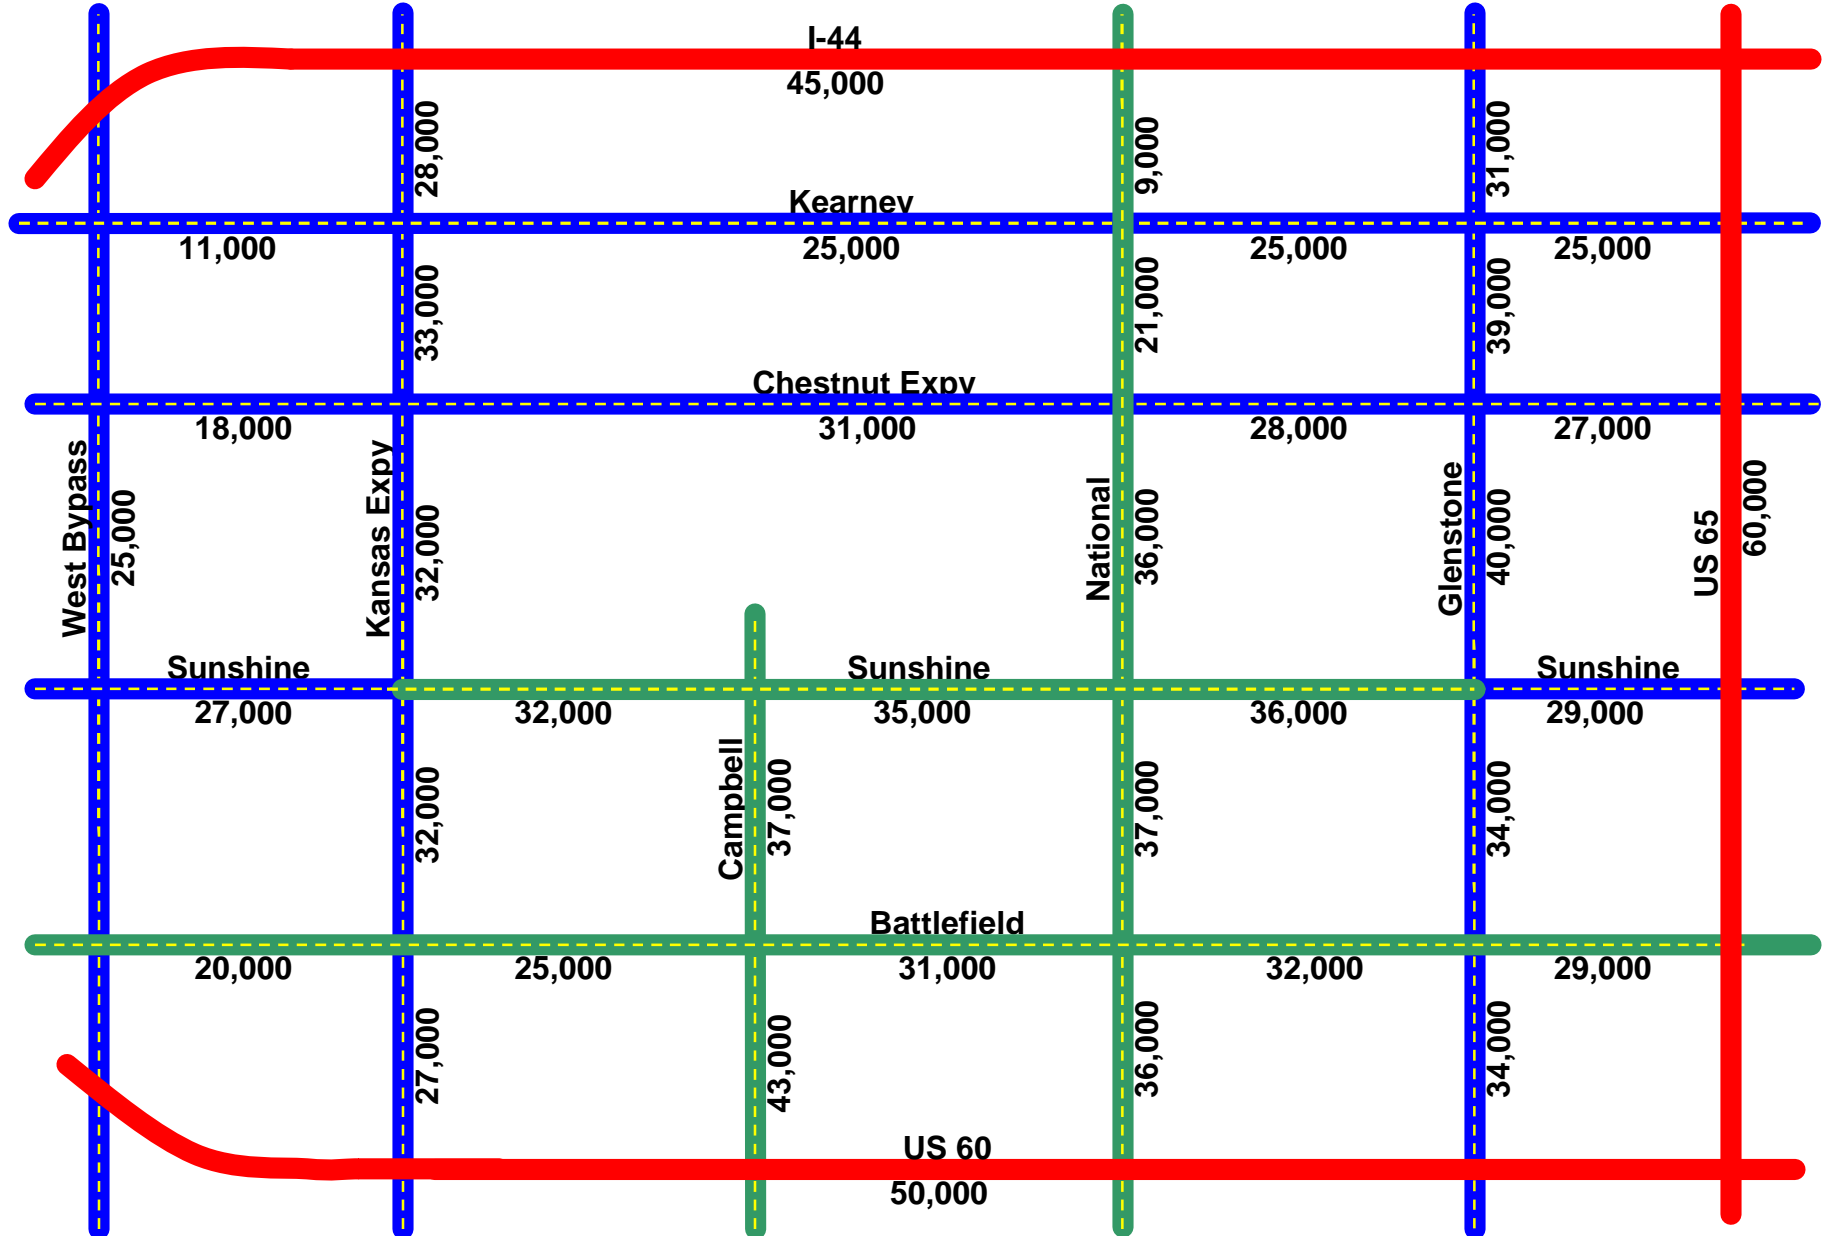 I-44
45,000
28,000
9,000
31,000
Kearney
11,000
25,000
25,000
25,000
33,000
21,000
39,000
Chestnut Expy
18,000
31,000
28,000
27,000
West Bypass
25,000
Kansas Expy
32,000
National
36,000
Glenstone
40,000
US 65
60,000
Sunshine
Sunshine
Sunshine
27,000
32,000
35,000
36,000
29,000
32,000
Campbell
37,000
37,000
34,000
Battlefield
20,000
25,000
31,000
32,000
29,000
27,000
43,000
36,000
34,000
US 60
50,000